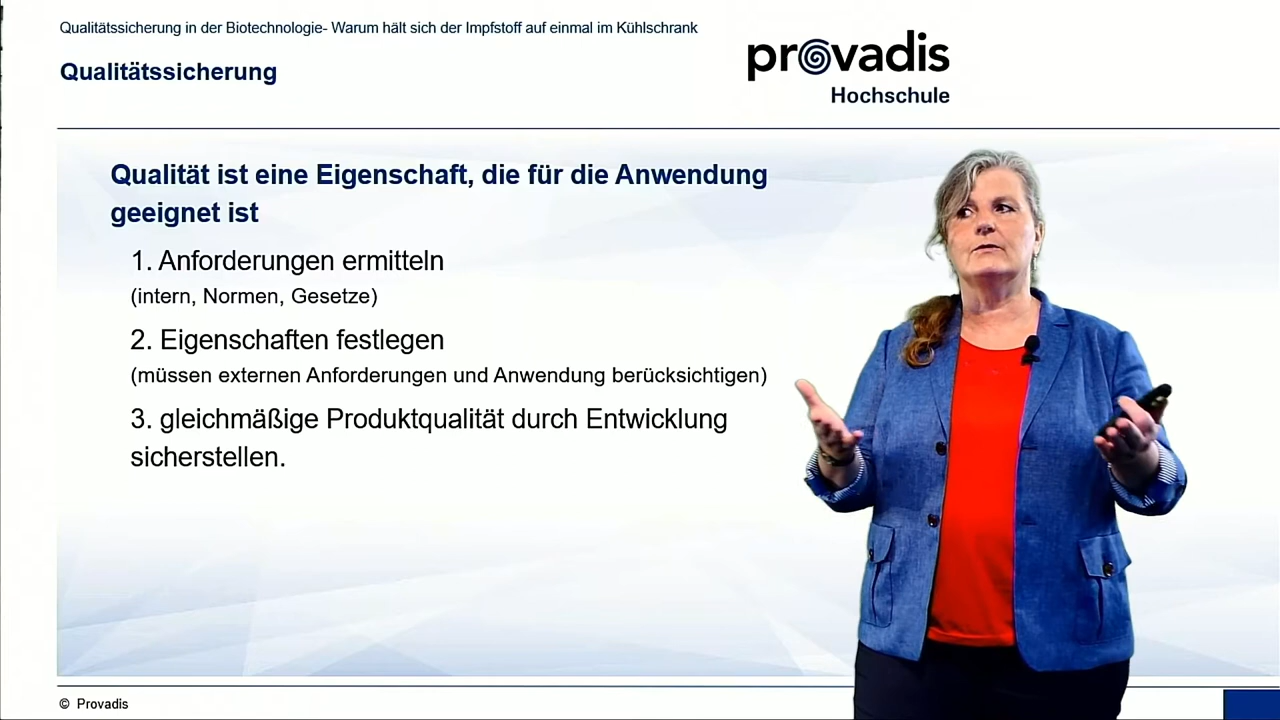 Qualitätssicherung in der Biotechnologie- Warum hält sich der Impfstoff auf einmal im Kühlschrank
Qualitätssicherung
provadis
Hochschule
Qualität ist eine Eigenschaft, die für die Anwendung
geeignet ist
1. Anforderungen ermitteln
(intern, Normen, Gesetze)
2. Eigenschaften festlegen
(müssen externen Anforderungen und Anwendung berücksichtigen)
3. gleichmäßige Produktqualität durch Entwicklung
sicherstellen.
© Provadis